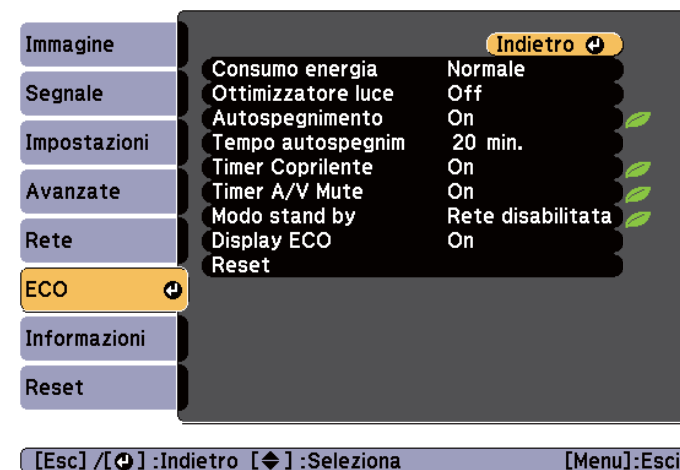 Immagine
Segnale
Impostazioni
Avanzate
Rete
ECO
Informazioni
Reset
Indietro
Consumo energia Normale
Ottimizzatore luce Off
Autospegnimento On
Tempo autospegnim 20 min.
Timer Coprilente On
Timer A/V Mute On
Modo stand by Rete disabilitata
Display ECO On
Reset
[Esc] /[ ] :Indietro [ ] :Seleziona [Menu]:Esci